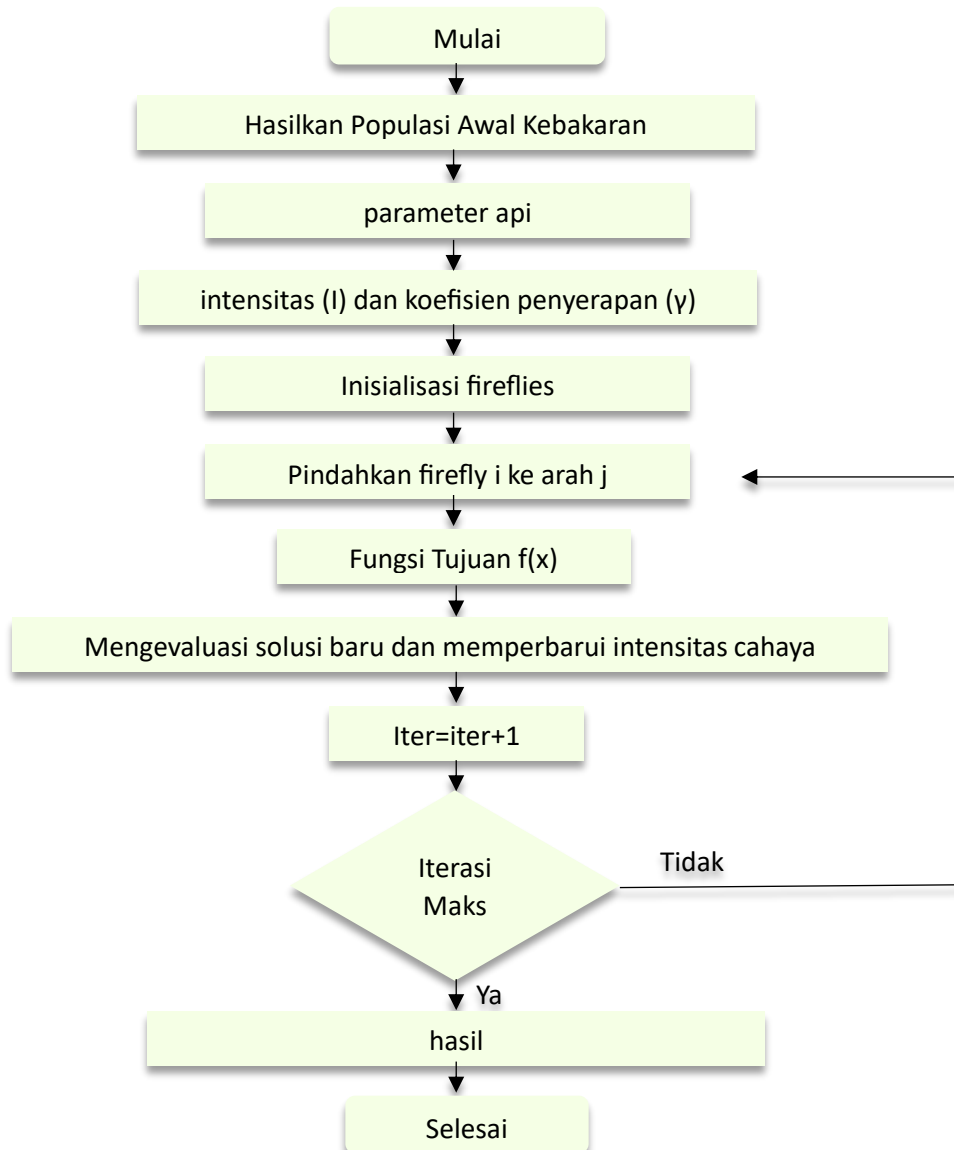 Mulai
Hasilkan Populasi Awal Kebakaran
parameter api
intensitas (I) dan koefisien penyerapan (γ)
Inisialisasi fireflies
Pindahkan firefly i ke arah j
Fungsi Tujuan f(x)
Mengevaluasi solusi baru dan memperbarui intensitas cahaya
Iter=iter+1
Iterasi
Maks
Tidak
Ya
hasil
Selesai